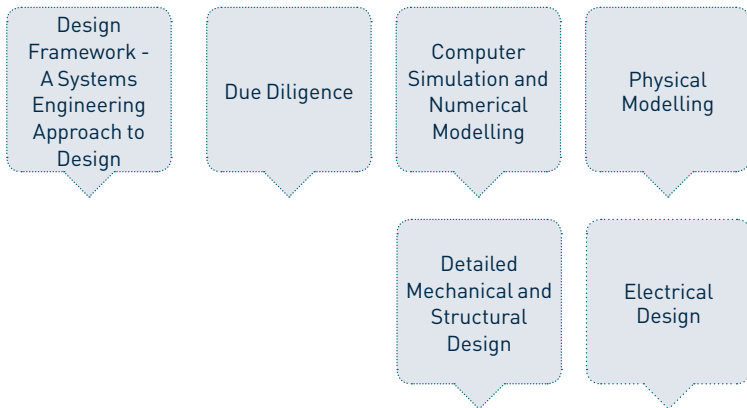 Design
Framework -
A Systems
Engineering
Approach to
Design
Due Diligence
Computer
Simulation and
Numerical
Modelling
Physical
Modelling
Detailed
Mechanical and
Structural
Design
Electrical
Design